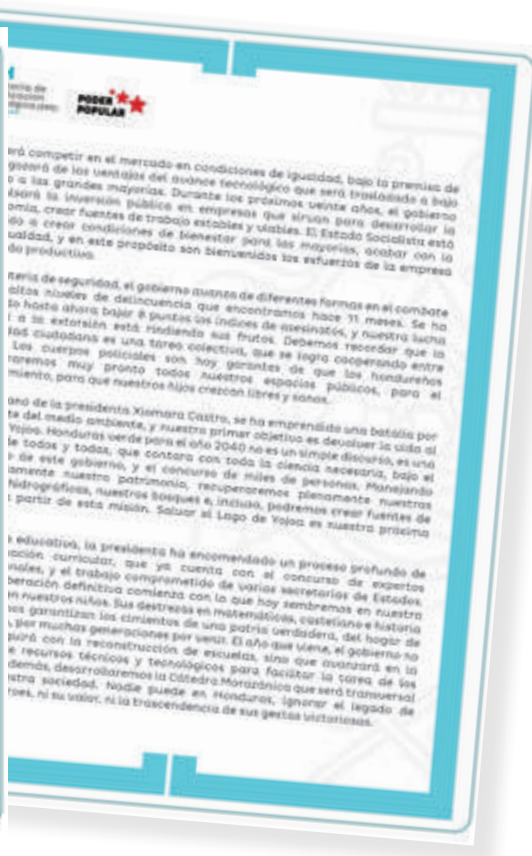 PODER
POPULAR
competir en el mercado en condiciones de igualdad, bajo la premisa de
de las ventajas del avance tecnológico que será trasladado a bajo
a las grandes mayorías. Durante los próximos veinte años, el gobierno
la inversión pública en empresas que sirvan para desarrollar la
crear fuentes de trabajo estables y viables. El Estado Socialista está
a crear condiciones de bienestar para las mayorías, acabar con la
y en este propósito son bienvenidos los esfuerzos de la empresa
productiva.
de seguridad, el gobierno avanza de diferentes formas en el combate
altos niveles de delincuencia que encontramos hace 11 meses. Se ha
hasta ahora bajar 8 puntos los índices de asesinatos, y nuestra lucha
a la extorsión está rindiendo sus frutos. Debemos recordar que la
ciudadana es una tarea colectiva, que se logra cooperando entre
Los cuerpos policiales son hoy garantes de que los hondureños
muy pronto todos nuestros espacios públicos, para el
para que nuestros hijos crezcan libres y sanos.
de la presidenta Xiomara Castro, se ha emprendido una batalla por
del medio ambiente, y nuestro primer objetivo es devolver la vida al
Yojoa. Honduras verde para el año 2040 no es un simple discurso, es una
de todos y todas, que contara con toda la ciencia necesaria, bajo el
de este gobierno, y el concurso de miles de personas. Manejando
nuestro patrimonio, recuperaremos plenamente nuestras
hidrográficas, nuestros bosques e, incluso, podremos crear fuentes de
partir de esta misión. Salvar el Lago de Yojoa es nuestra próxima
educativa, la presidenta ha encomendado un proceso profundo de
curricular, que ya cuenta con el concurso de expertos
y el trabajo comprometido de varios secretarios de Estados.
definitiva comienza con lo que hoy sembremos en nuestra
nuestros niños. Sus destrezas en matemáticas, castellano e historia
garantizan los cimientos de una patria verdadera, del hogar de
por muchas generaciones por venir. El año que viene, el gobierno no
con la reconstrucción de escuelas, sino que avanzará en la
recursos técnicos y tecnológicos para facilitar la tarea de los
desarrollaremos la Cátedra Morazánica que será transversal
sociedad. Nadie puede en Honduras, ignorar el legado de
ni su valor, ni la trascendencia de sus gestas victoriosas.